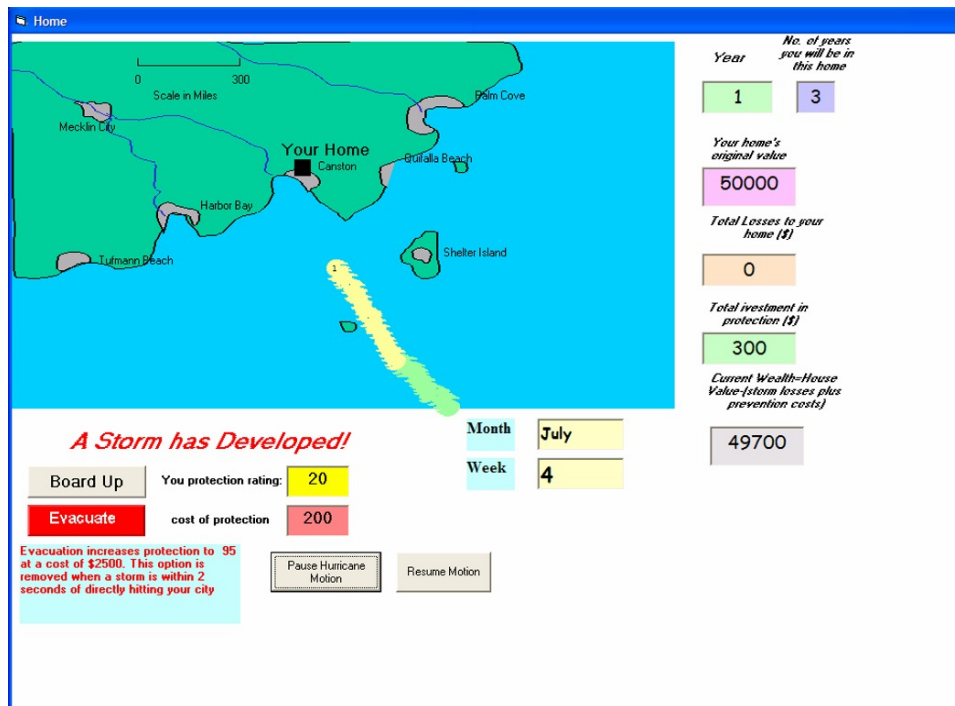 Home
0
300
Scale in Miles
Mecklin City
Palm Cove
Your Home
Canston
Quifalla Beach
Harbor Bay
Tufmann Beach
Shelter Island
1
Year
No. of years
you will be in
this home
1
3
Your home's
original value
50000
Total Losses to your
home ($)
0
Total ivestment in
protection ($)
300
Current Wealth=House
Value-(storm losses plus
prevention costs)
49700
A Storm has Developed!
Month
July
Week
4
Board Up
You protection rating:
20
Evacuate
cost of protection
200
Evacuation increases protection to 95
at a cost of $2500. This option is
removed when a storm is within 2
seconds of directly hitting your city
Pause Hurricane
Motion
Resume Motion